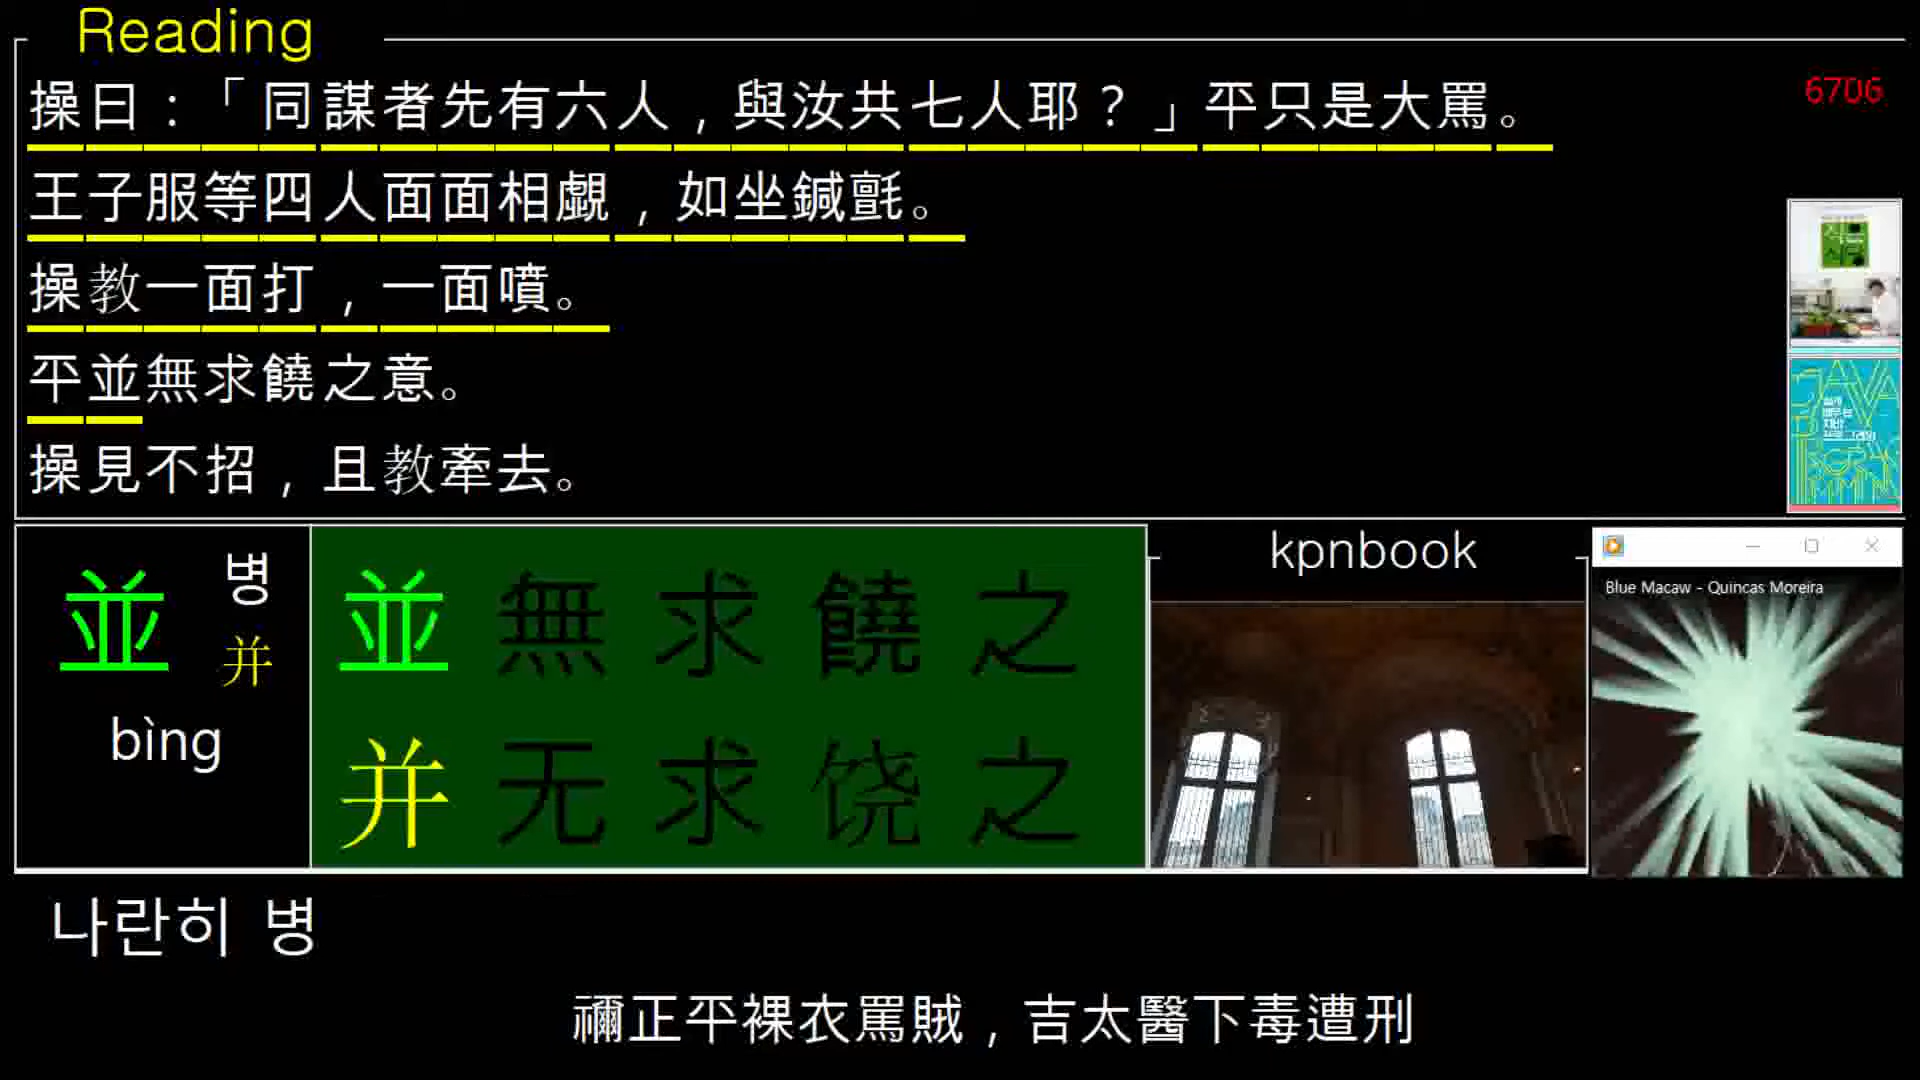 Reading
操曰：「同謀者先有六人，與汝共七人耶？」平只是大罵。
6706
王子服等四人面面相覷，如坐鍼氈。
操教一面打，一面噴。
平並無求饒之意。
操見不招，且教牽去。
並 병 并 bìng
並無求饒之
并无求饶之
kpnbook
Blue Macaw - Quincas Moreira
나란히 병
禰正平裸衣罵賊，吉太醫下毒遭刑